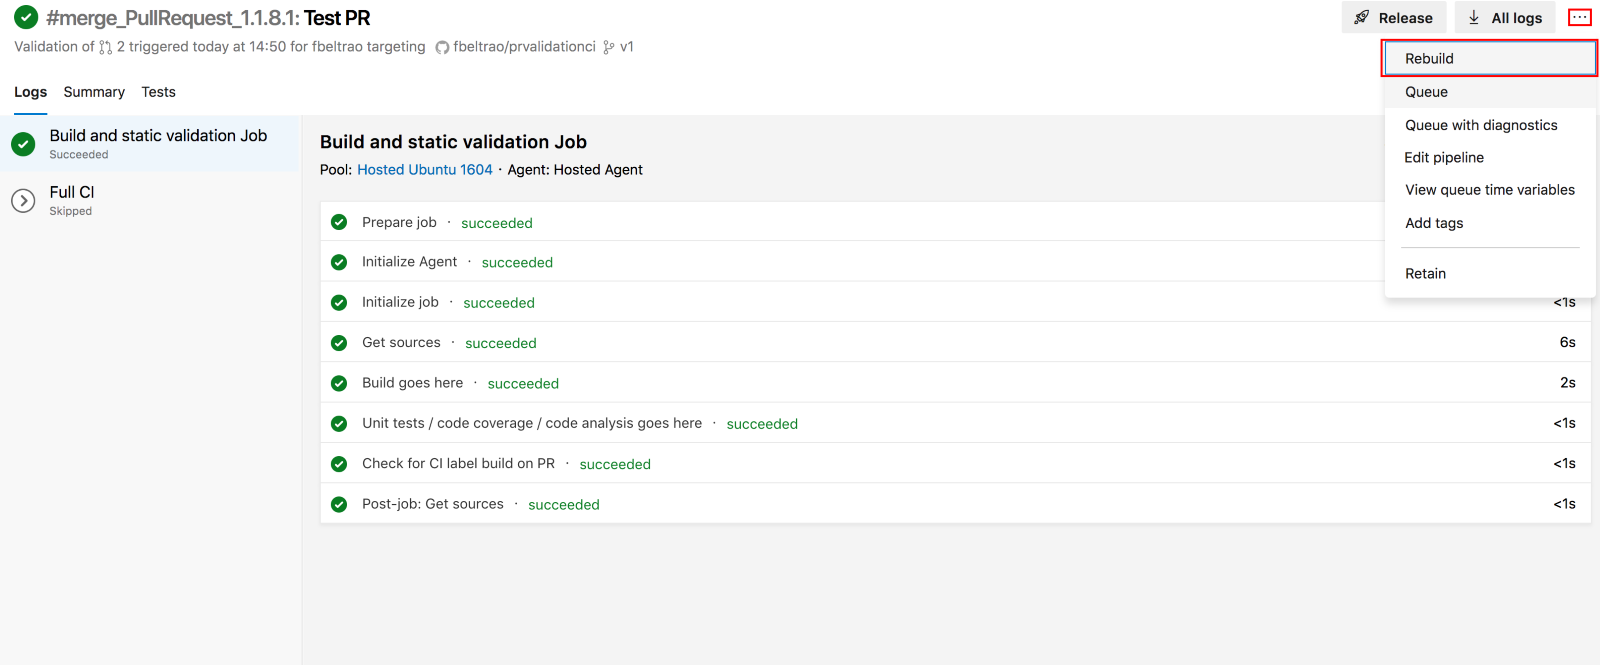 #merge_PullRequest_1.1.8.1: Test PR
Release
All logs
...
Validation of 2 triggered today at 14:50 for fbeltrao targeting fbeltrao/prvalidationci v1
Rebuild
Queue
Queue with diagnostics
Edit pipeline
View queue time variables
Add tags
Retain
Logs Summary Tests
Build and static validation Job
Succeeded
Full CI
Skipped
Build and static validation Job
Pool: Hosted Ubuntu 1604 · Agent: Hosted Agent
Prepare job · succeeded
Initialize Agent · succeeded
Initialize job · succeeded <1s
Get sources · succeeded 6s
Build goes here · succeeded 2s
Unit tests / code coverage / code analysis goes here · succeeded <1s
Check for CI label build on PR · succeeded <1s
Post-job: Get sources · succeeded <1s